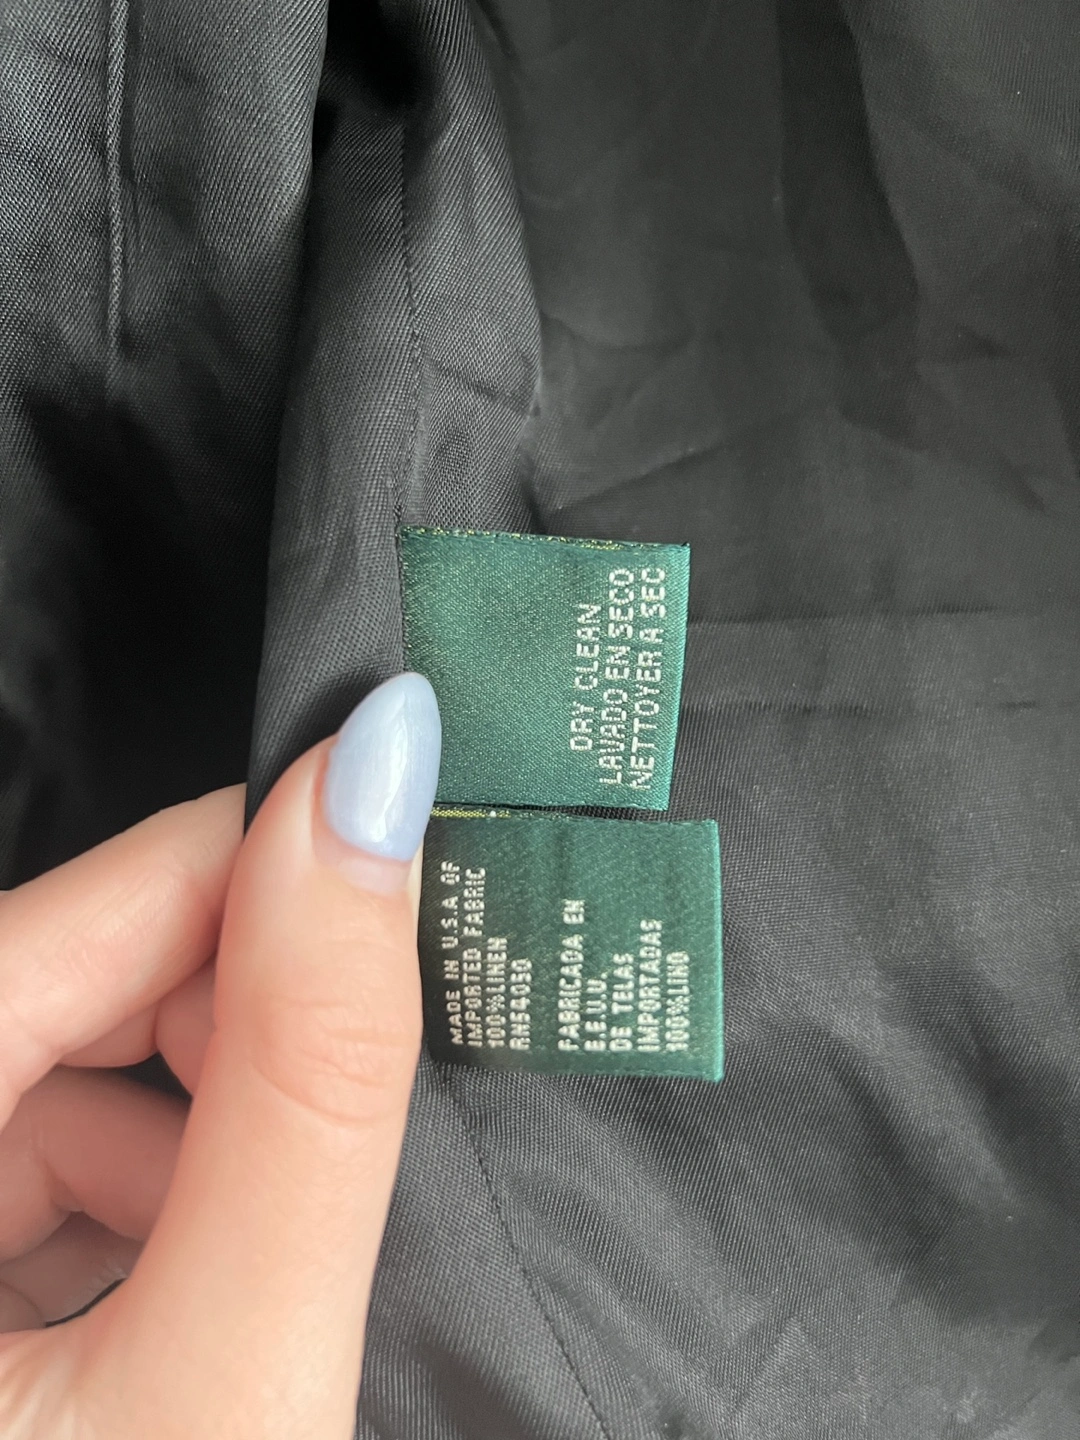 DRY CLEAN
LAVADO EN SECO
NETTOYER A SEC
MADE IN U.S.A OF
IMPORTED FABRIC
100%LINEN
RN54050
FABRICADA EN
E.E.U.U.
DE TELAS
IMPORTADAS
100%LINO